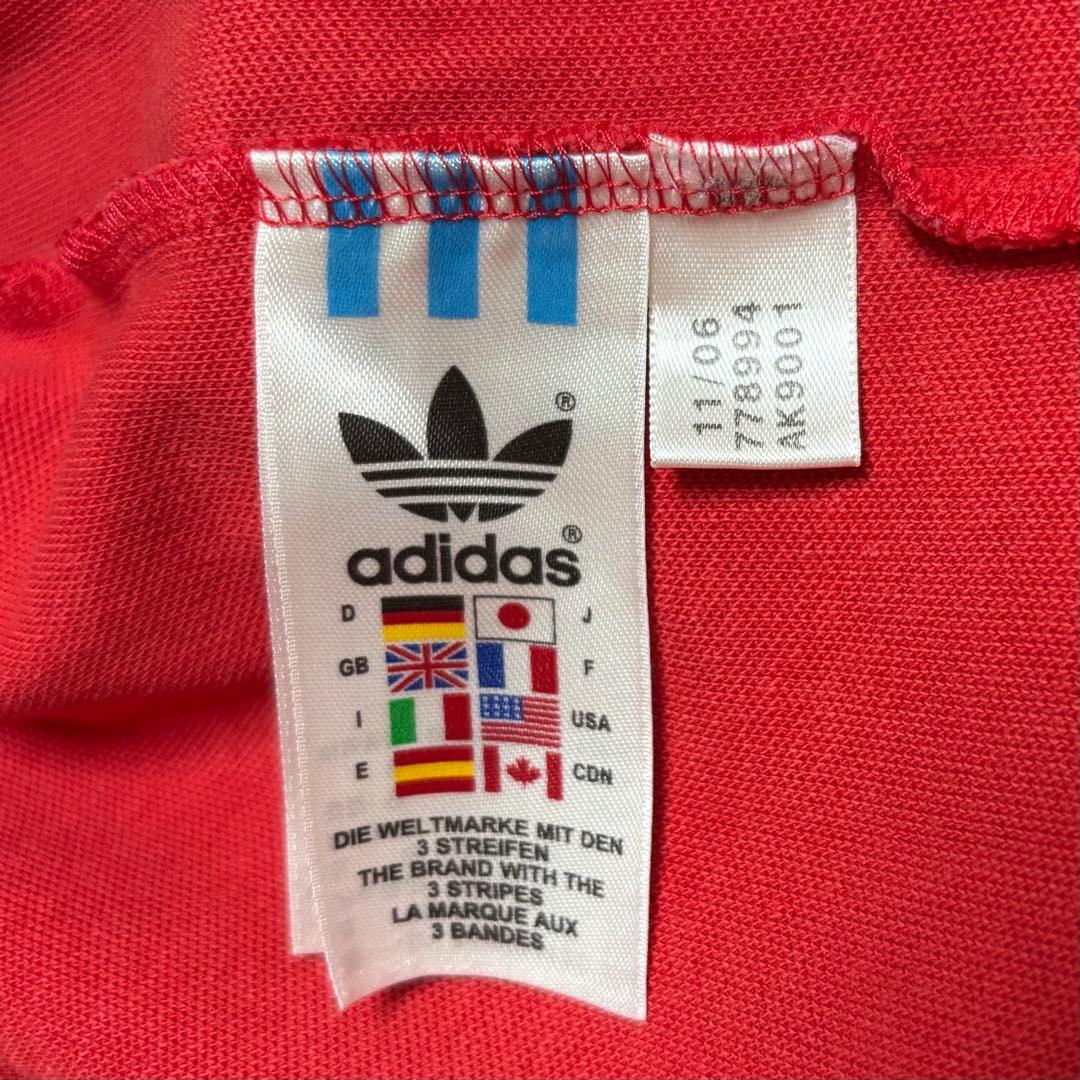 ®
®
adidas
D
J
GB
F
I
USA
E
CDN
DIE WELTMARKE MIT DEN
3 STREIFEN
THE BRAND WITH THE
3 STRIPES
LA MARQUE AUX
3 BANDES
11/06
778994
AK9001